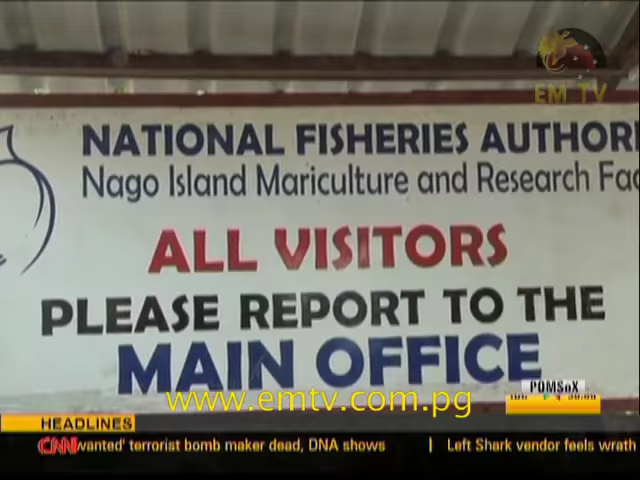 EM TV
NATIONAL FISHERIES AUTHORI
Nago Island Mariculture and Research Fac
ALL VISITORS
PLEASE REPORT TO THE
MAIN OFFICE
POMSoX
www.emtv.com.pg
HEADLINES
CNN wanted' terrorist bomb maker dead, DNA shows | Left Shark vendor feels wrath